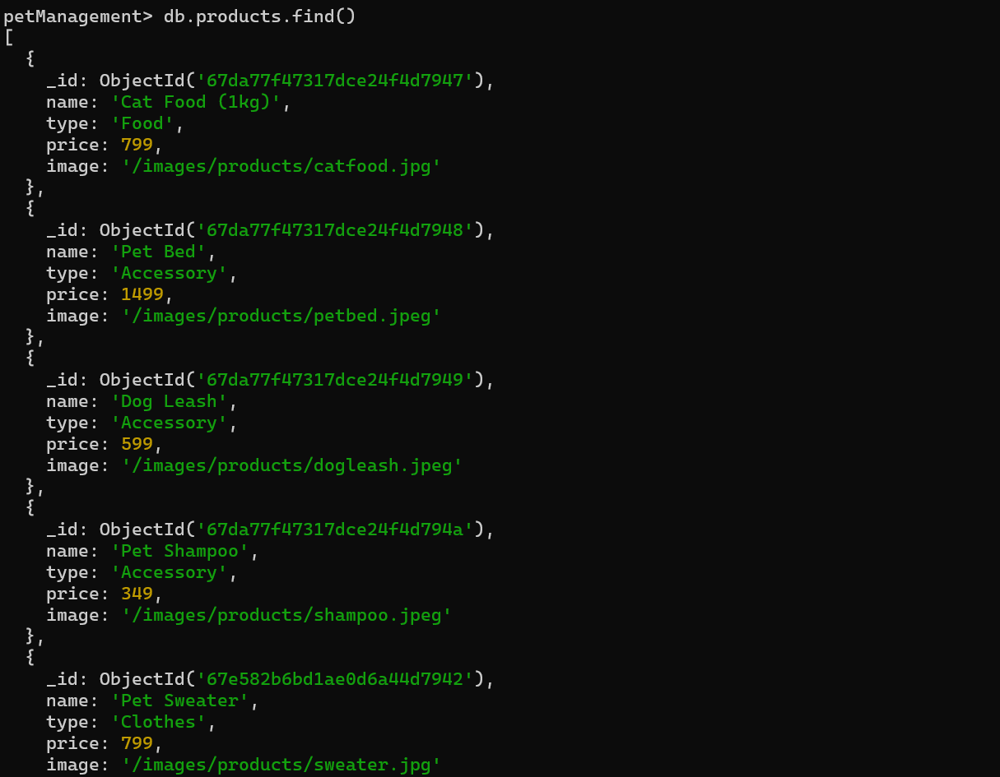 petManagement> db.products.find()
[
  {
    _id: ObjectId('67da77f47317dce24f4d7947'),
    name: 'Cat Food (1kg)',
    type: 'Food',
    price: 799,
    image: '/images/products/catfood.jpg'
  },
  {
    _id: ObjectId('67da77f47317dce24f4d7948'),
    name: 'Pet Bed',
    type: 'Accessory',
    price: 1499,
    image: '/images/products/petbed.jpeg'
  },
  {
    _id: ObjectId('67da77f47317dce24f4d7949'),
    name: 'Dog Leash',
    type: 'Accessory',
    price: 599,
    image: '/images/products/dogleash.jpeg'
  },
  {
    _id: ObjectId('67da77f47317dce24f4d794a'),
    name: 'Pet Shampoo',
    type: 'Accessory',
    price: 349,
    image: '/images/products/shampoo.jpeg'
  },
  {
    _id: ObjectId('67e582b6bd1ae0d6a44d7942'),
    name: 'Pet Sweater',
    type: 'Clothes',
    price: 799,
    image: '/images/products/sweater.jpg'